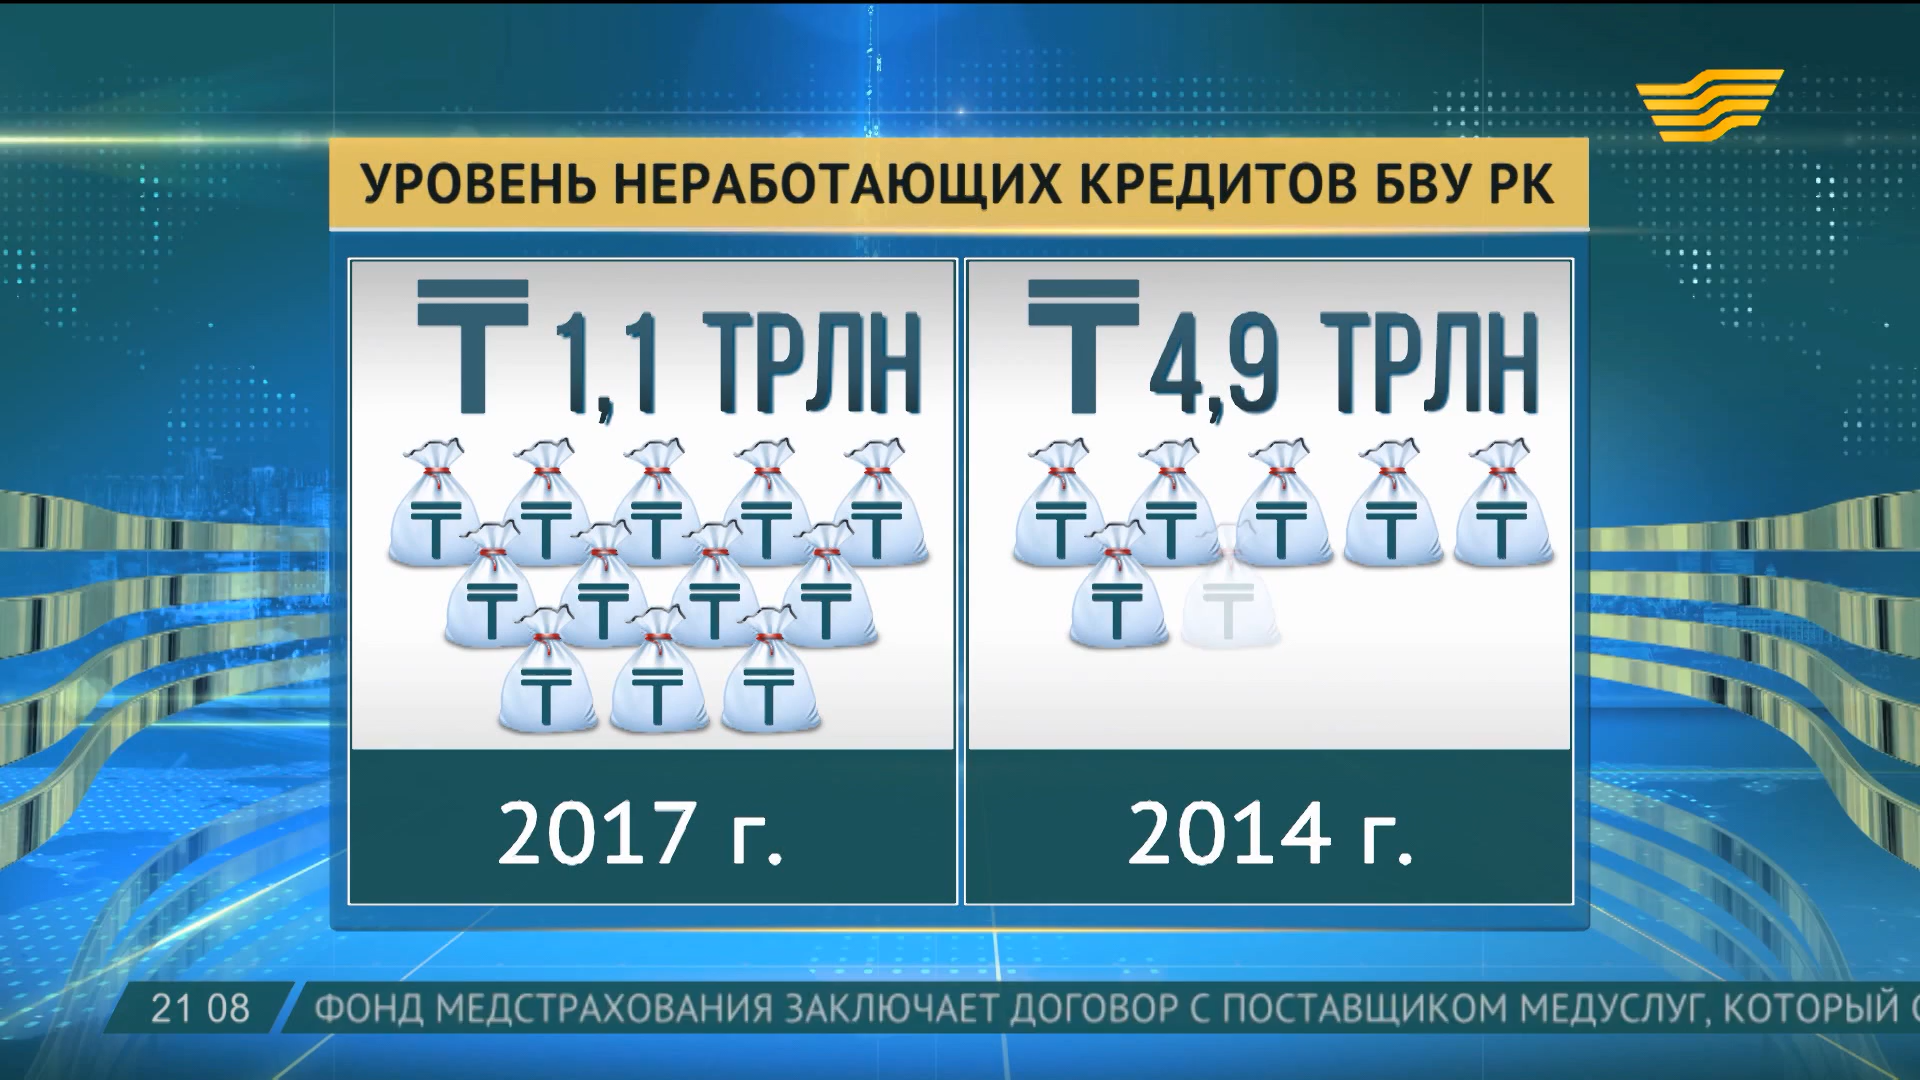 УРОВЕНЬ НЕРАБОТАЮЩИХ КРЕДИТОВ БВУ РК
₸ 1,1 ТРЛН
₸ ₸ ₸ ₸ ₸
₸ ₸ ₸ ₸
₸ ₸ ₸
2017 г.
₸ 4,9 ТРЛН
₸ ₸ ₸ ₸ ₸
₸ ₸
2014 г.
21 08
ФОНД МЕДСТРАХОВАНИЯ ЗАКЛЮЧАЕТ ДОГОВОР С ПОСТАВЩИКОМ МЕДУСЛУГ, КОТОРЫЙ